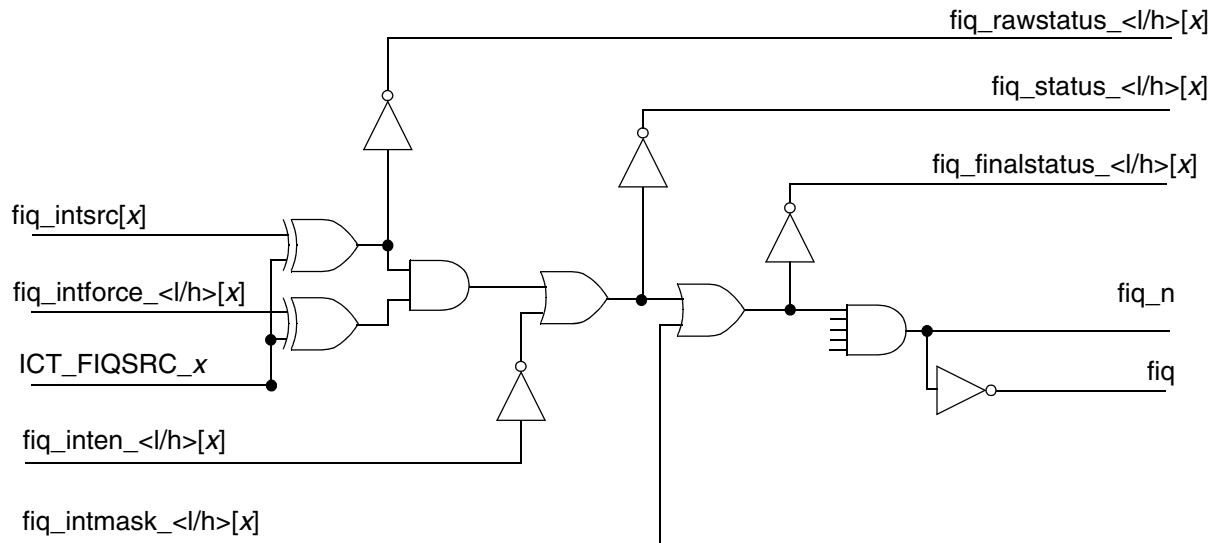 fiq_rawstatus_<l/h>[x]
fiq_status_<l/h>[x]
fiq_finalstatus_<l/h>[x]
fiq_intsrc[x]
fiq_intforce_<l/h>[x]
fiq_n
ICT_FIQSRC_x
fiq
fiq_inten_<l/h>[x]
fiq_intmask_<l/h>[x]